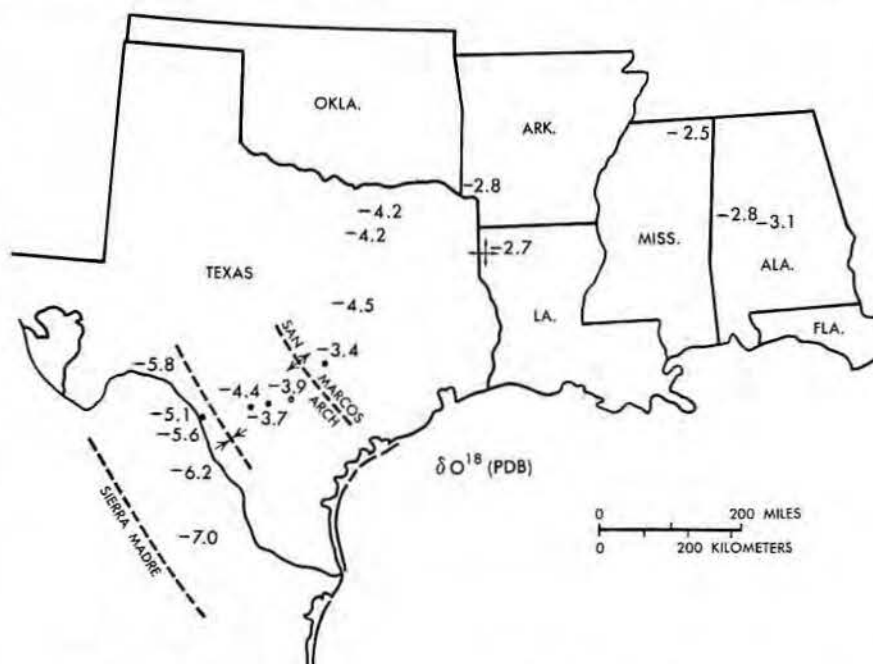 OKLA.
ARK.
-2.5
-2.8
-4.2
-4.2
-2.8
-3.1
MISS.
ALA.
-2.7
TEXAS
LA.
FLA.
-4.5
SAN MARCOS ARCH
-3.4
-5.8
-4.4
-3.9
-3.7
-5.1
-5.6
-6.2
δO18 (PDB)
-7.0
SIERRA MADRE
0 200 MILES
0 200 KILOMETERS